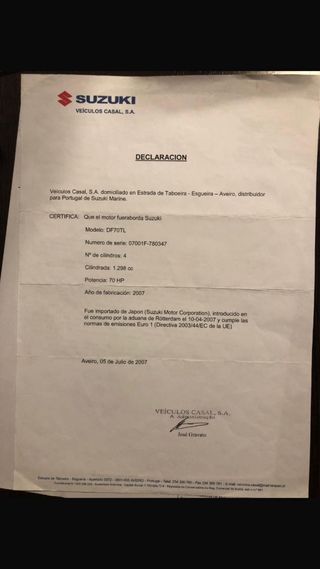 SUZUKI
VEÍCULOS CASAL, S.A.
DECLARACION
Veículos Casal, S.A. domiciliado en Estrada de Taboeira - Esgueira – Aveiro, distribuidor
para Portugal de Suzuki Marine.
CERTIFICA: Que el motor fueraborda Suzuki
Modelo: DF70TL
Numero de serie: 07001F-780347
Nº de cilindros: 4
Cilindrada: 1.298 cc
Potencia: 70 HP
Año de fabricación: 2007
Fue importado de Japon (Suzuki Motor Corporation), introducido en
el consumo por la aduana de Rótterdam el 10-04-2007 y cumple las
normas de emisiones Euro 1 (Directiva 2003/44/EC de la UE)
Aveiro, 05 de Julio de 2007
VEÍCULOS CASAL, S.A.
A Administração
José Gravato